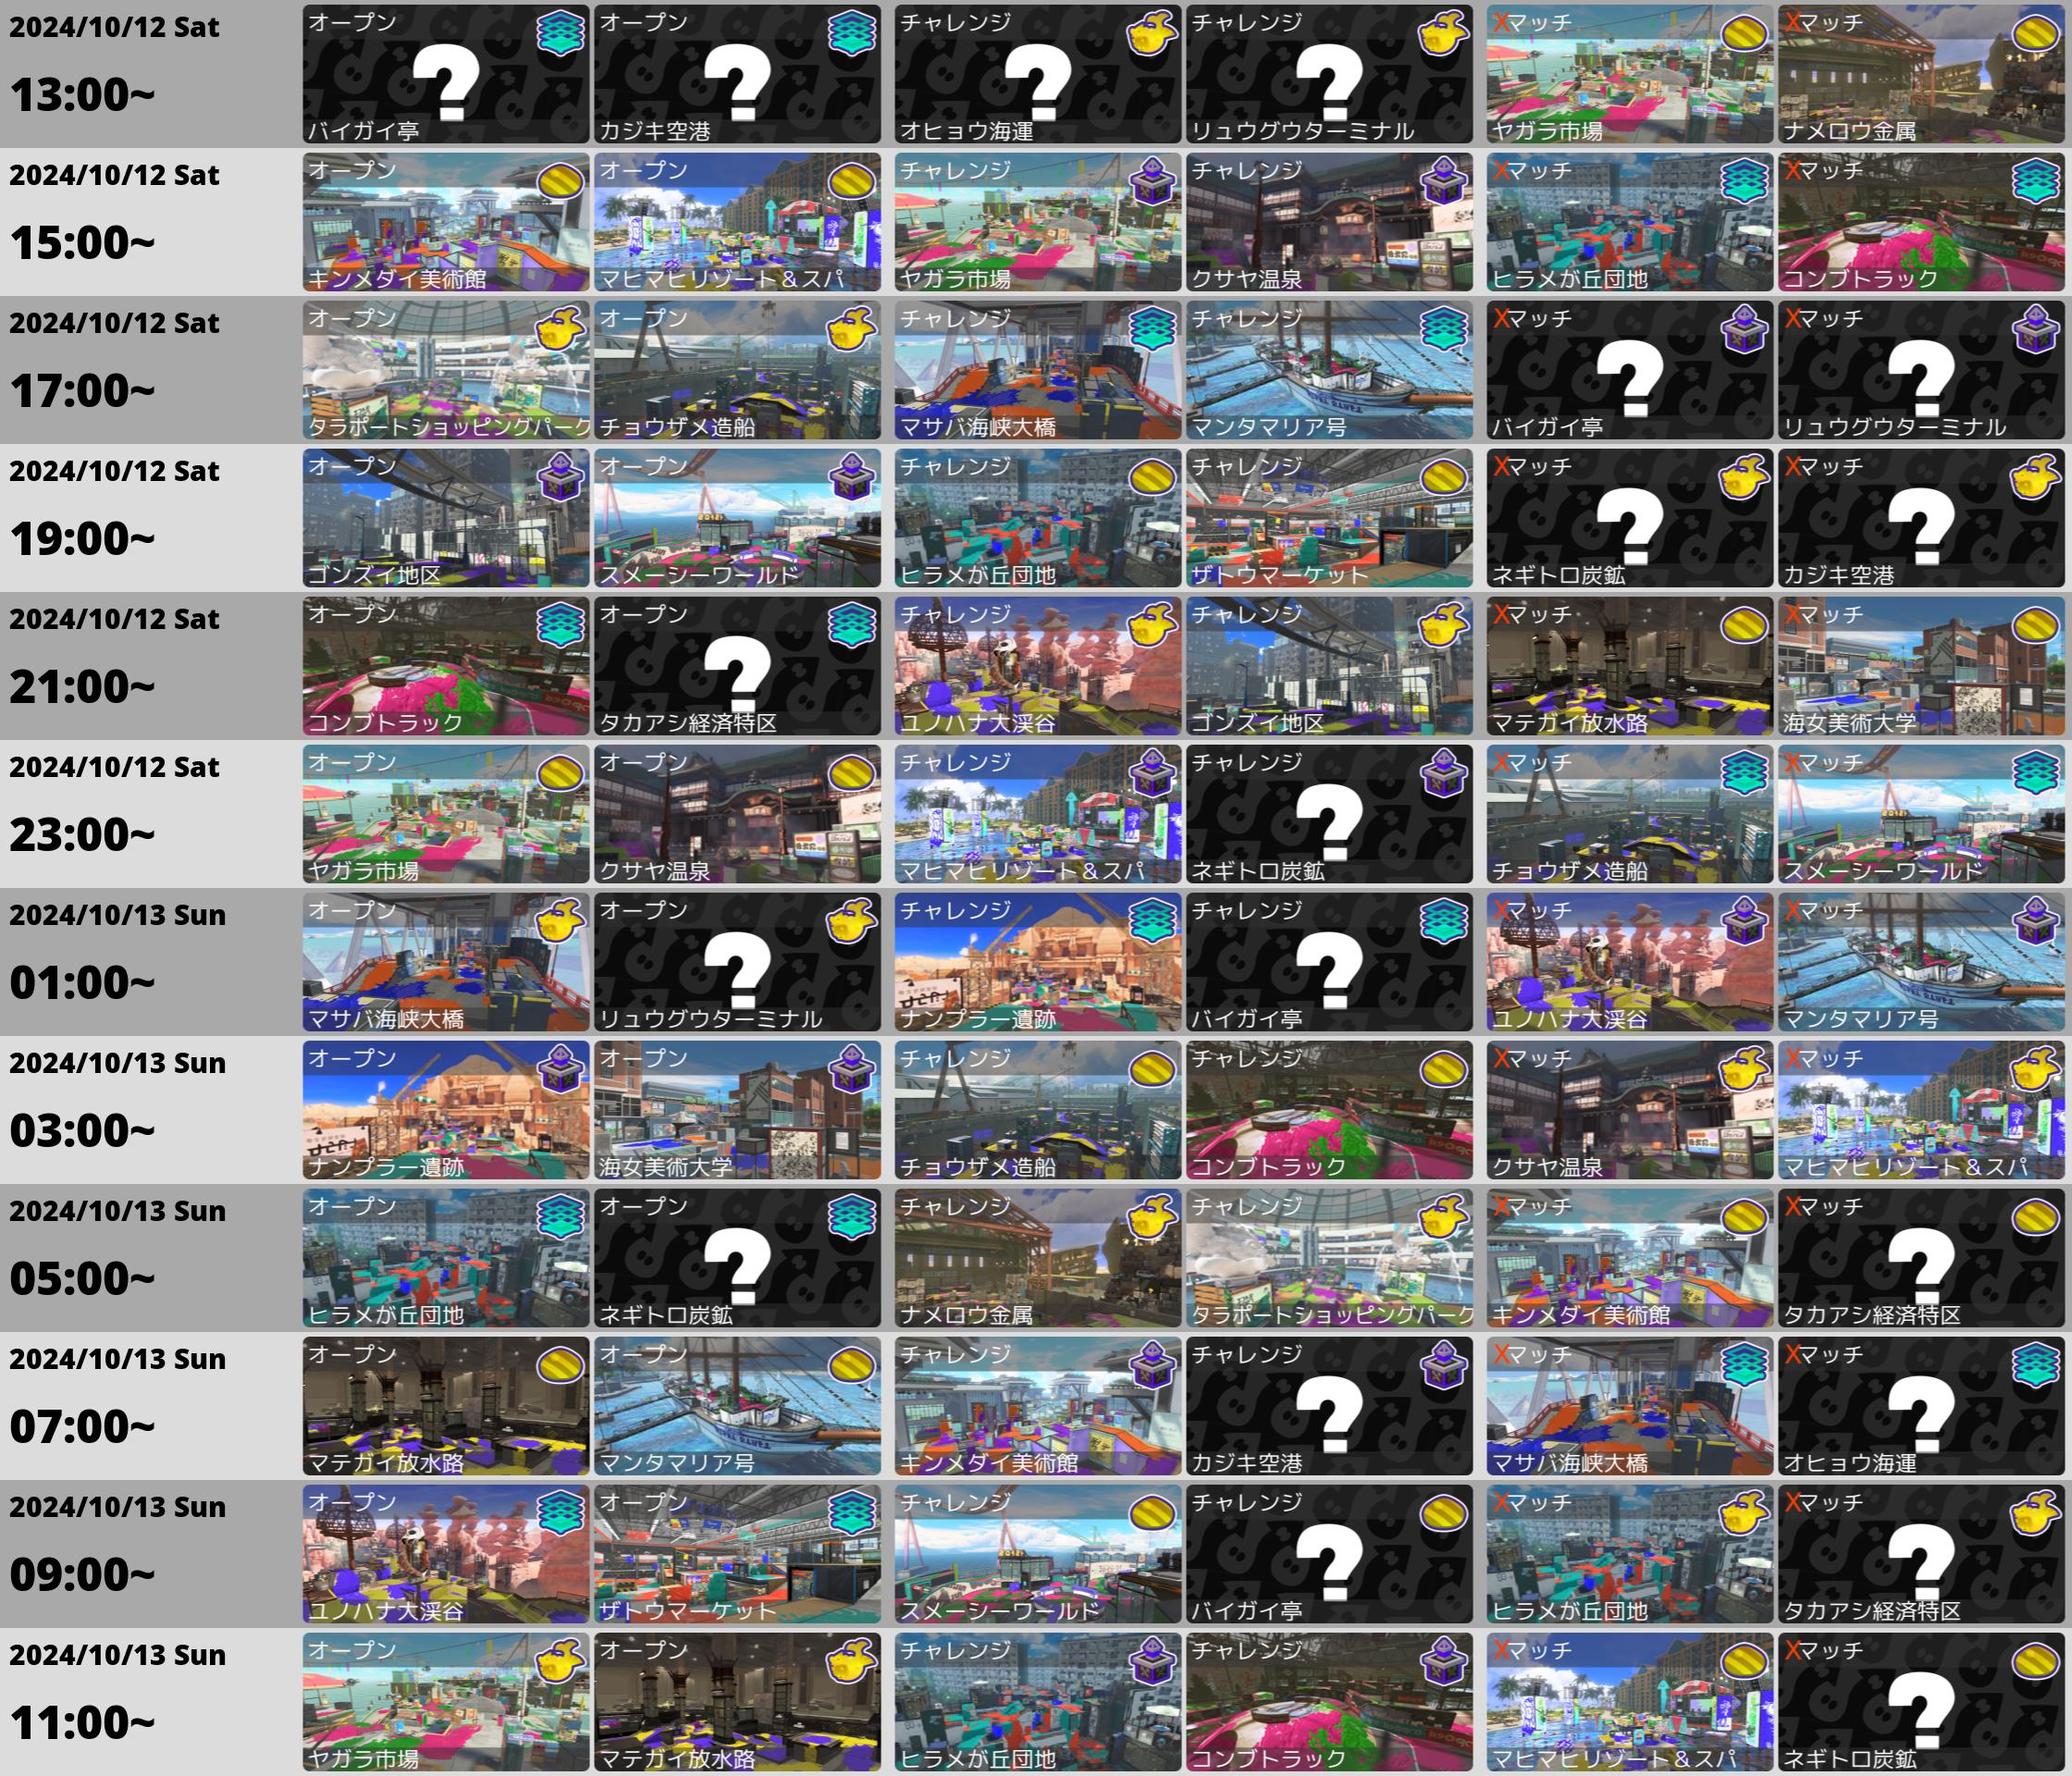 2024/10/12 Sat
13:00~
オープン
バイガイ亭
オープン
カジキ空港
チャレンジ
オヒョウ海運
チャレンジ
リュウグウターミナル
Xマッチ
ヤガラ市場
Xマッチ
ナメロウ金属
2024/10/12 Sat
15:00~
オープン
キンメダイ美術館
オープン
マヒマヒリゾート&スパ
チャレンジ
ヤガラ市場
チャレンジ
クサヤ温泉
Xマッチ
ヒラメが丘団地
Xマッチ
コンブトラック
2024/10/12 Sat
17:00~
オープン
タラポートショッピングパーク
オープン
チョウザメ造船
チャレンジ
マサバ海峡大橋
チャレンジ
マンタマリア号
Xマッチ
バイガイ亭
Xマッチ
リュウグウターミナル
2024/10/12 Sat
19:00~
オープン
ゴンズイ地区
オープン
スメーシーワールド
チャレンジ
ヒラメが丘団地
チャレンジ
ザトウマーケット
Xマッチ
ネギトロ炭鉱
Xマッチ
カジキ空港
2024/10/12 Sat
21:00~
オープン
コンブトラック
オープン
タカアシ経済特区
チャレンジ
ユノハナ大渓谷
チャレンジ
ゴンズイ地区
Xマッチ
マテガイ放水路
Xマッチ
海女美術大学
2024/10/12 Sat
23:00~
オープン
ヤガラ市場
オープン
クサヤ温泉
チャレンジ
マヒマヒリゾート&スパ
チャレンジ
ネギトロ炭鉱
Xマッチ
チョウザメ造船
Xマッチ
スメーシーワールド
2024/10/13 Sun
01:00~
オープン
マサバ海峡大橋
オープン
リュウグウターミナル
チャレンジ
ナンプラー遺跡
チャレンジ
バイガイ亭
Xマッチ
ユノハナ大渓谷
Xマッチ
マンタマリア号
2024/10/13 Sun
03:00~
オープン
ナンプラー遺跡
オープン
海女美術大学
チャレンジ
チョウザメ造船
チャレンジ
コンブトラック
Xマッチ
クサヤ温泉
Xマッチ
マヒマヒリゾート&スパ
2024/10/13 Sun
05:00~
オープン
ヒラメが丘団地
オープン
ネギトロ炭鉱
チャレンジ
ナメロウ金属
チャレンジ
タラポートショッピングパーク
Xマッチ
キンメダイ美術館
Xマッチ
タカアシ経済特区
2024/10/13 Sun
07:00~
オープン
マテガイ放水路
オープン
マンタマリア号
チャレンジ
キンメダイ美術館
チャレンジ
カジキ空港
Xマッチ
マサバ海峡大橋
Xマッチ
オヒョウ海運
2024/10/13 Sun
09:00~
オープン
ユノハナ大渓谷
オープン
ザトウマーケット
チャレンジ
スメーシーワールド
チャレンジ
バイガイ亭
Xマッチ
ヒラメが丘団地
Xマッチ
タカアシ経済特区
2024/10/13 Sun
11:00~
オープン
ヤガラ市場
オープン
マテガイ放水路
チャレンジ
ヒラメが丘団地
チャレンジ
コンブトラック
Xマッチ
マヒマヒリゾート&スパ
Xマッチ
ネギトロ炭鉱